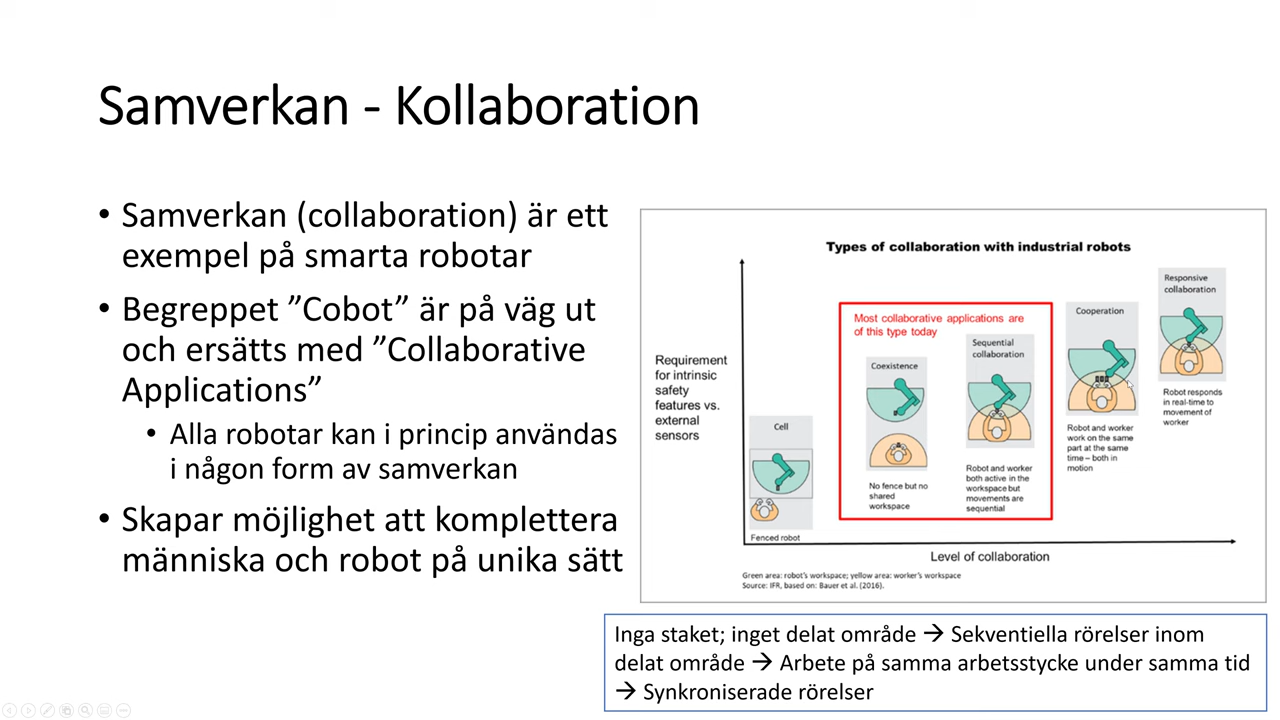 Samverkan - Kollaboration
• Samverkan (collaboration) är ett
exempel på smarta robotar
• Begreppet ”Cobot” är på väg ut
och ersätts med ”Collaborative
Applications”
• Alla robotar kan i princip användas
i någon form av samverkan
• Skapar möjlighet att komplettera
människa och robot på unika sätt
Types of collaboration with industrial robots
Requirement
for intrinsic
safety
features vs.
external
sensors
Cell
Fenced robot
Most collaborative applications are
of this type today
Coexistence
No fence but no
shared
workspace
Sequential
collaboration
Robot and worker
both active in the
workspace but
movements are
sequential
Cooperation
Robot and worker
work on the same
part at the same
time – both in
motion
Responsive
collaboration
Robot responds
in real-time to
movement of
worker
Level of collaboration
Green area: robot's workspace; yellow area: worker's workspace
Source: IFR, based on: Bauer et al. (2016).
Inga staket; inget delat område → Sekventiella rörelser inom
delat område → Arbete på samma arbetsstycke under samma tid
→ Synkroniserade rörelser